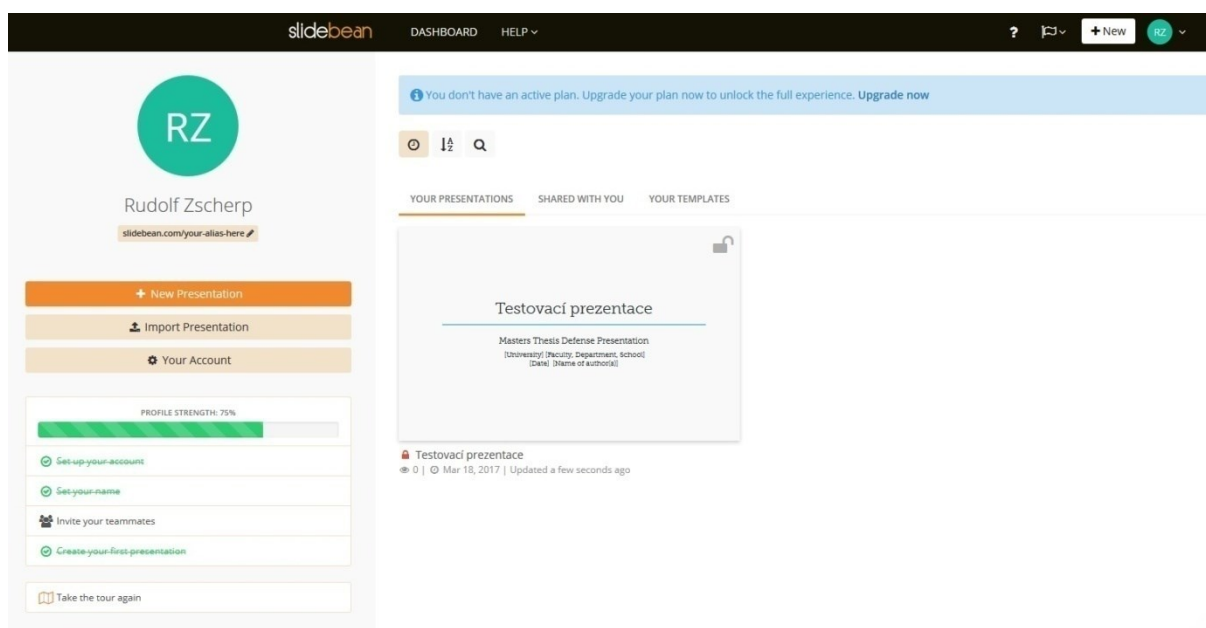 slidebean DASHBOARD HELP ? +New RZ
RZ
Rudolf Zscherp
slidebean.com/your-alias-here
+ New Presentation
Import Presentation
Your Account
PROFILE STRENGTH: 75%
Set up your account
Set your name
Invite your teammates
Create your first presentation
Take the tour again
You don't have an active plan. Upgrade your plan now to unlock the full experience. Upgrade now
YOUR PRESENTATIONS SHARED WITH YOU YOUR TEMPLATES
Testovací prezentace
Masters Thesis Defense Presentation
[University] [Faculty, Department, School]
[Date] [Name of author(s)]
Testovací prezentace
0 | Mar 18, 2017 | Updated a few seconds ago